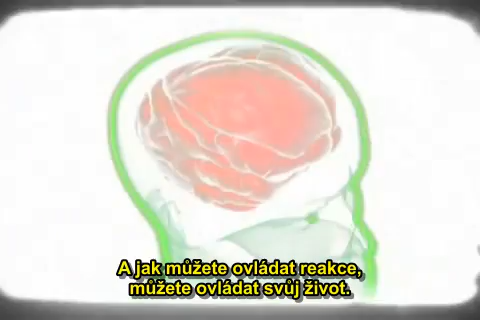 A jak můžete ovládat reakce,
můžete ovládat svůj život.